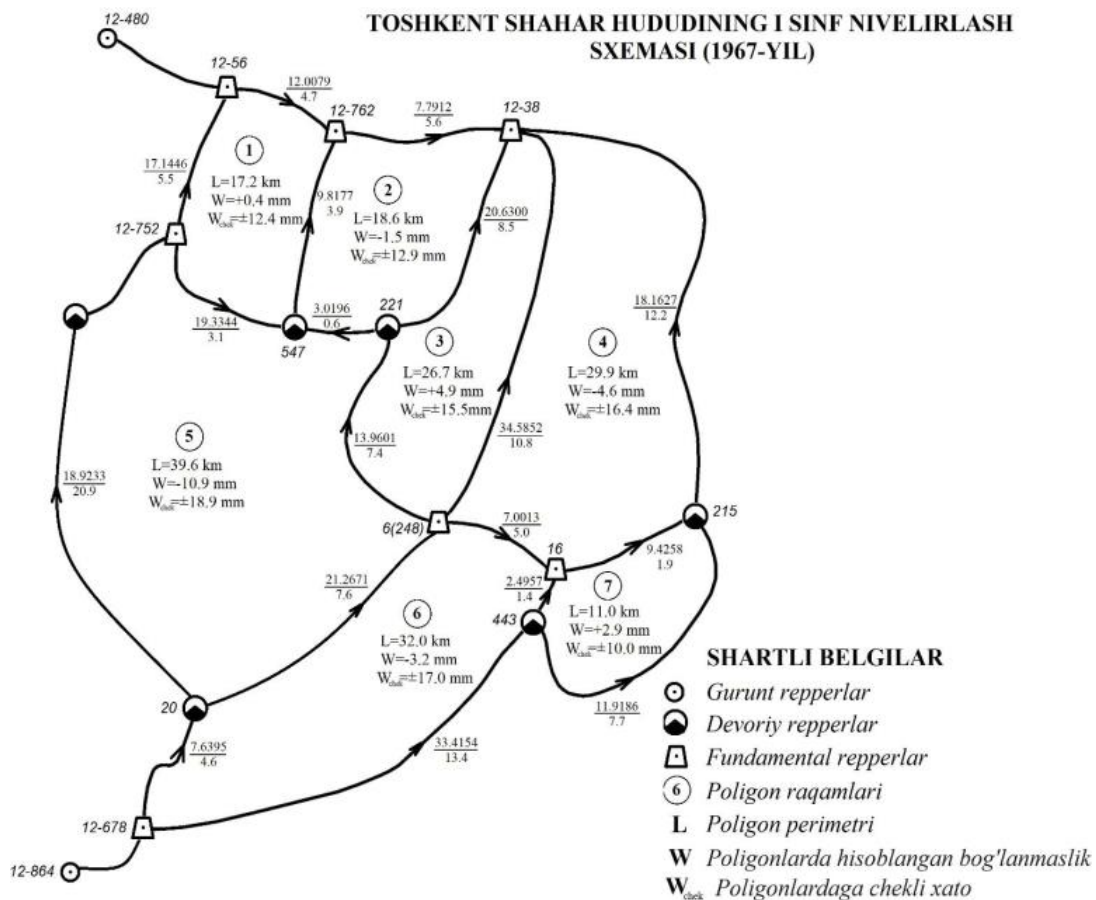 TOSHKENT SHAHAR HUDUDINING I SINF NIVELIRLASH
SXEMASI (1967-YIL)
12-480
12-56
12.0079
4.7
12-762
7.7912
5.6
12-38
17.1446
5.5
1
L=17.2 km
W=+0.4 mm
Wchek=±12.4 mm
9.8177
3.9
2
L=18.6 km
W=-1.5 mm
Wchek=±12.9 mm
20.6300
8.5
12-752
19.3344
3.1
547
3.0196
0.6
221
3
L=26.7 km
W=+4.9 mm
Wchek=±15.5mm
18.1627
12.2
4
L=29.9 km
W=-4.6 mm
Wchek=±16.4 mm
5
L=39.6 km
W=-10.9 mm
Wchek=±18.9 mm
18.9233
20.9
13.9601
7.4
34.5852
10.8
6(248)
7.0013
5.0
16
215
9.4258
1.9
21.2671
7.6
2.4957
1.4
443
6
L=32.0 km
W=-3.2 mm
Wchek=±17.0 mm
7
L=11.0 km
W=+2.9 mm
Wchek=±10.0 mm
11.9186
7.7
20
7.6395
4.6
33.4154
13.4
12-678
12-864
SHARTLI BELGILAR
Gurunt repperlar
Devoriy repperlar
Fundamental repperlar
6 Poligon raqamlari
L Poligon perimetri
W Poligonlarda hisoblangan bog'lanmaslik
Wchek Poligonlardaga chekli xato